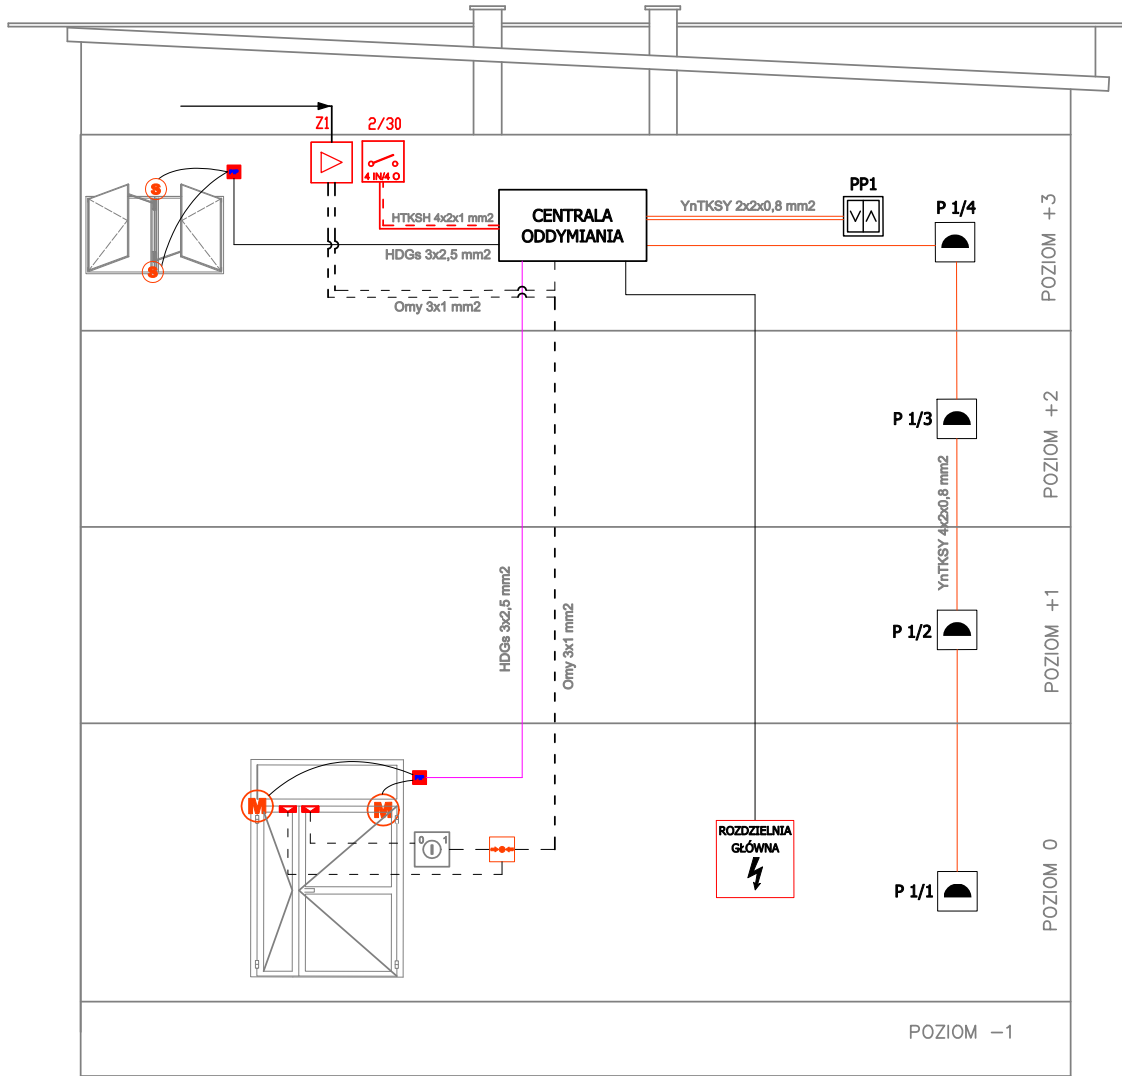 Z1
2/30
4 IN/4 O
PP1
YnTKSY 2x2x0,8 mm2
P 1/4
S
S
HTKSH 4x2x1 mm2
CENTRALA
ODDYMIANIA
HDGs 3x2,5 mm2
Omy 3x1 mm2
POZIOM +3
P 1/3
POZIOM +2
YnTKSY 4x2x0,8 mm2
HDGs 3x2,5 mm2
Omy 3x1 mm2
P 1/2
POZIOM +1
M
M
0 1
ROZDZIELNIA
GŁÓWNA
P 1/1
POZIOM 0
POZIOM -1